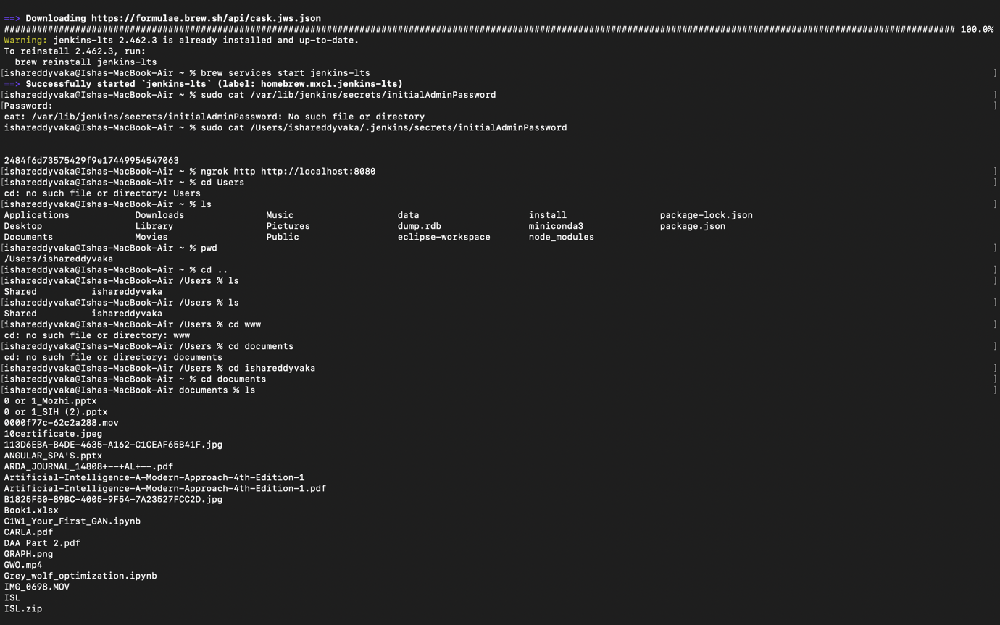 ==> Downloading https://formulae.brew.sh/api/cask.jws.json
######################################################################################################################################################################## 100.0%
Warning: jenkins-lts 2.462.3 is already installed and up-to-date.
To reinstall 2.462.3, run:
  brew reinstall jenkins-lts
[ishareddyvaka@Ishas-MacBook-Air ~ % brew services start jenkins-lts ]
==> Successfully started `jenkins-lts` (label: homebrew.mxcl.jenkins-lts)
[ishareddyvaka@Ishas-MacBook-Air ~ % sudo cat /var/lib/jenkins/secrets/initialAdminPassword ]
[Password: ]
cat: /var/lib/jenkins/secrets/initialAdminPassword: No such file or directory
ishareddyvaka@Ishas-MacBook-Air ~ % sudo cat /Users/ishareddyvaka/.jenkins/secrets/initialAdminPassword
2484f6d73575429f9e17449954547063
[ishareddyvaka@Ishas-MacBook-Air ~ % ngrok http http://localhost:8080 ]
[ishareddyvaka@Ishas-MacBook-Air ~ % cd Users ]
cd: no such file or directory: Users
[ishareddyvaka@Ishas-MacBook-Air ~ % ls ]
Applications Downloads Music data install package-lock.json
Desktop Library Pictures dump.rdb miniconda3 package.json
Documents Movies Public eclipse-workspace node_modules
[ishareddyvaka@Ishas-MacBook-Air ~ % pwd ]
/Users/ishareddyvaka
[ishareddyvaka@Ishas-MacBook-Air ~ % cd .. ]
[ishareddyvaka@Ishas-MacBook-Air /Users % ls ]
Shared ishareddyvaka
[ishareddyvaka@Ishas-MacBook-Air /Users % ls ]
Shared ishareddyvaka
[ishareddyvaka@Ishas-MacBook-Air /Users % cd www ]
cd: no such file or directory: www
[ishareddyvaka@Ishas-MacBook-Air /Users % cd documents ]
cd: no such file or directory: documents
[ishareddyvaka@Ishas-MacBook-Air /Users % cd ishareddyvaka ]
[ishareddyvaka@Ishas-MacBook-Air ~ % cd documents ]
[ishareddyvaka@Ishas-MacBook-Air documents % ls ]
0 or 1_Mozhi.pptx
0 or 1_SIH (2).pptx
0000f77c-62c2a288.mov
10certificate.jpeg
113D6EBA-B4DE-4635-A162-C1CEAF65B41F.jpg
ANGULAR_SPA'S.pptx
ARDA_JOURNAL_14808+--+AL+--.pdf
Artificial-Intelligence-A-Modern-Approach-4th-Edition-1
Artificial-Intelligence-A-Modern-Approach-4th-Edition-1.pdf
B1825F50-89BC-4005-9F54-7A23527FCC2D.jpg
Book1.xlsx
C1W1_Your_First_GAN.ipynb
CARLA.pdf
DAA Part 2.pdf
GRAPH.png
GWO.mp4
Grey_wolf_optimization.ipynb
IMG_0698.MOV
ISL
ISL.zip